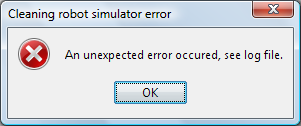 Cleaning robot simulator error
An unexpected error occured, see log file.
OK